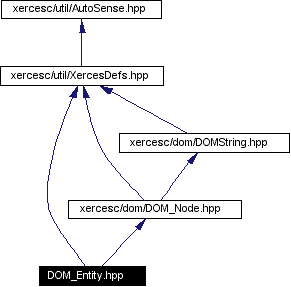 xercesc/util/AutoSense.hpp
xercesc/util/XercesDefs.hpp
xercesc/dom/DOMString.hpp
xercesc/dom/DOM_Node.hpp
DOM_Entity.hpp